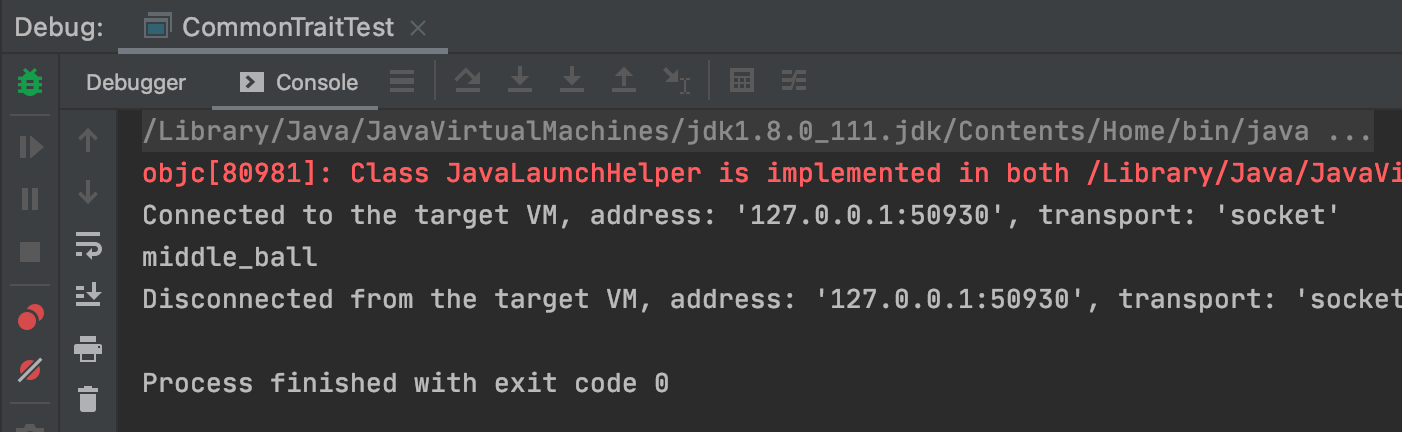 Debug: CommonTraitTest
Debugger Console
/Library/Java/JavaVirtualMachines/jdk1.8.0_111.jdk/Contents/Home/bin/java ...
objc[80981]: Class JavaLaunchHelper is implemented in both /Library/Java/JavaVi
Connected to the target VM, address: '127.0.0.1:50930', transport: 'socket'
middle_ball
Disconnected from the target VM, address: '127.0.0.1:50930', transport: 'socket
Process finished with exit code 0